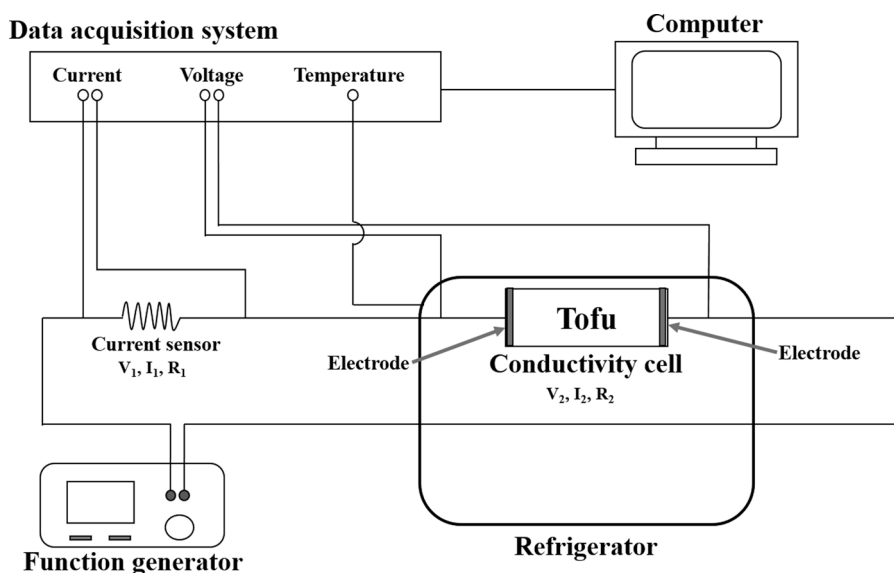 Computer
Data acquisition system
Current
Voltage
Temperature
Current sensor
V₁, I₁, R₁
Tofu
Electrode
Electrode
Conductivity cell
V₂, I₂, R₂
Function generator
Refrigerator